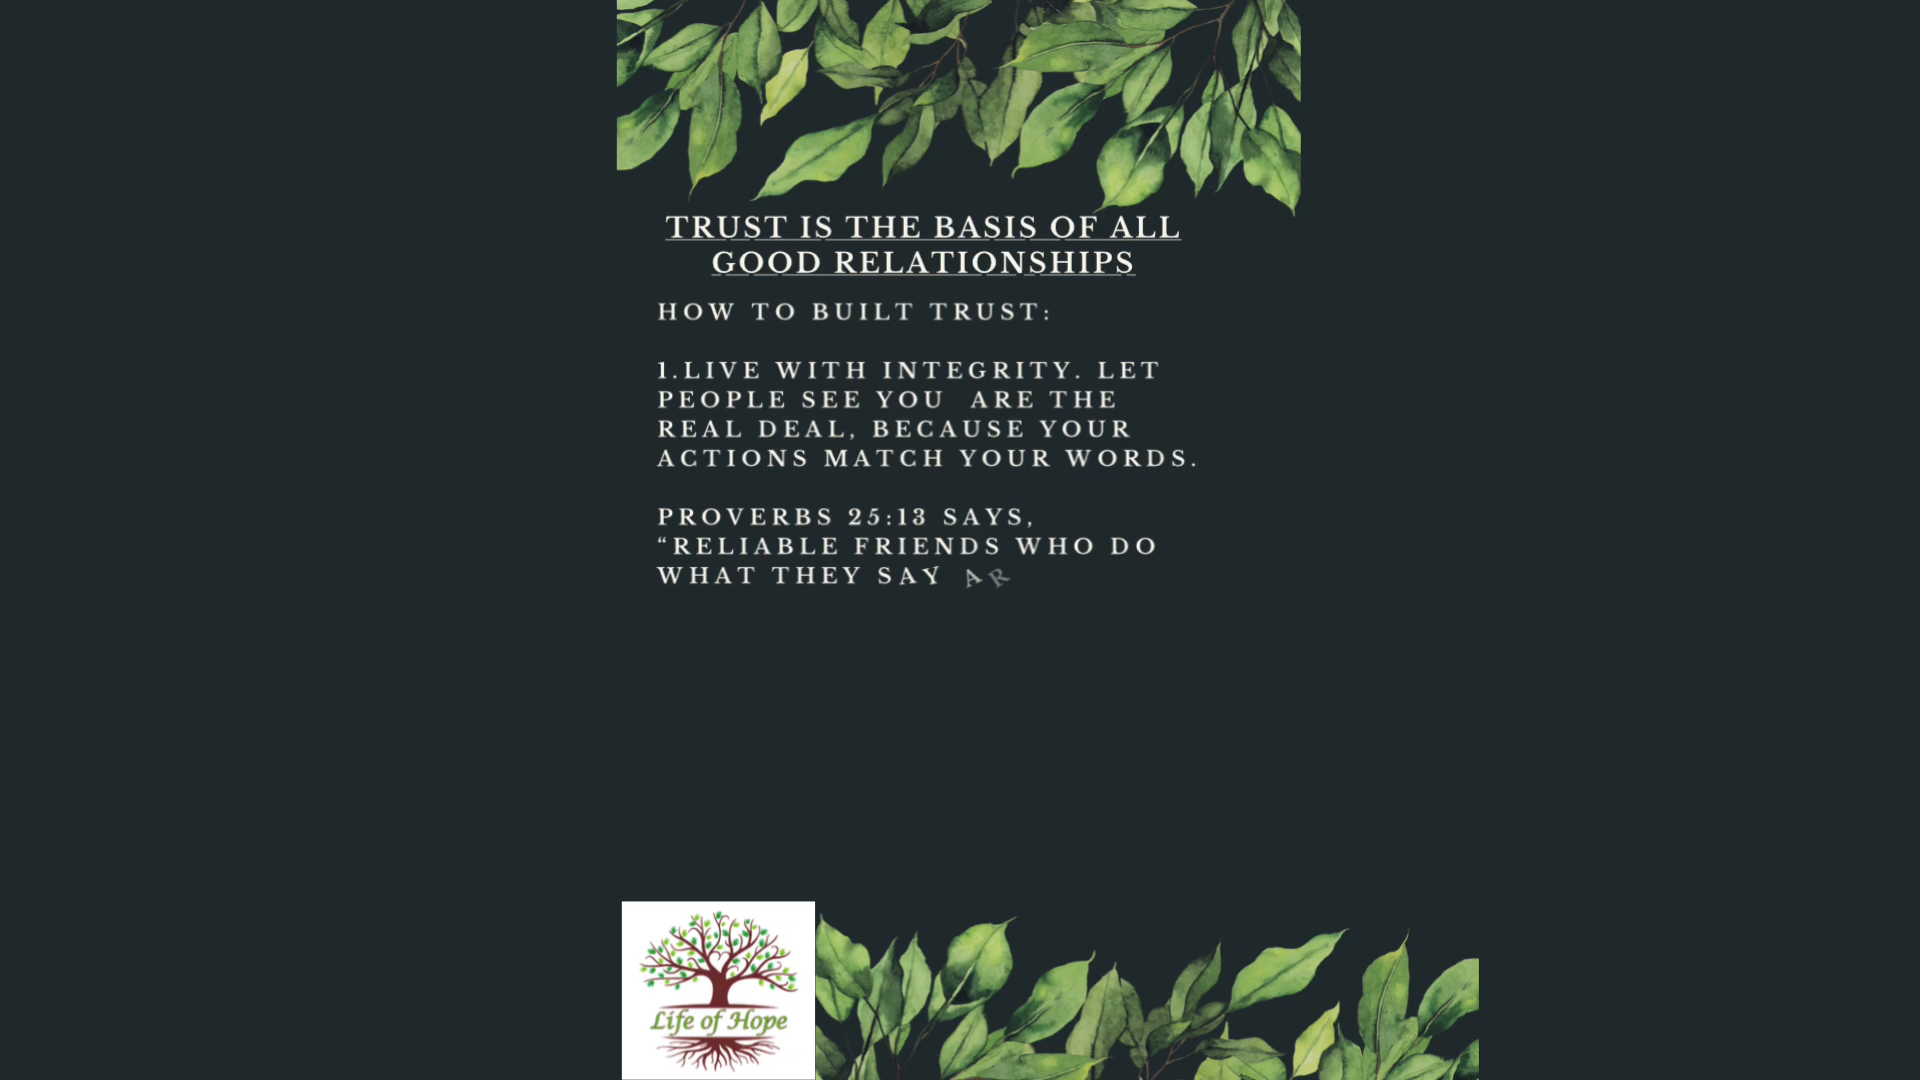 TRUST IS THE BASIS OF ALL
GOOD RELATIONSHIPS
HOW TO BUILT TRUST:
1.LIVE WITH INTEGRITY. LET
PEOPLE SEE YOU ARE THE
REAL DEAL, BECAUSE YOUR
ACTIONS MATCH YOUR WORDS.
PROVERBS 25:13 SAYS,
“RELIABLE FRIENDS WHO DO
WHAT THEY SAY AR
Life of Hope